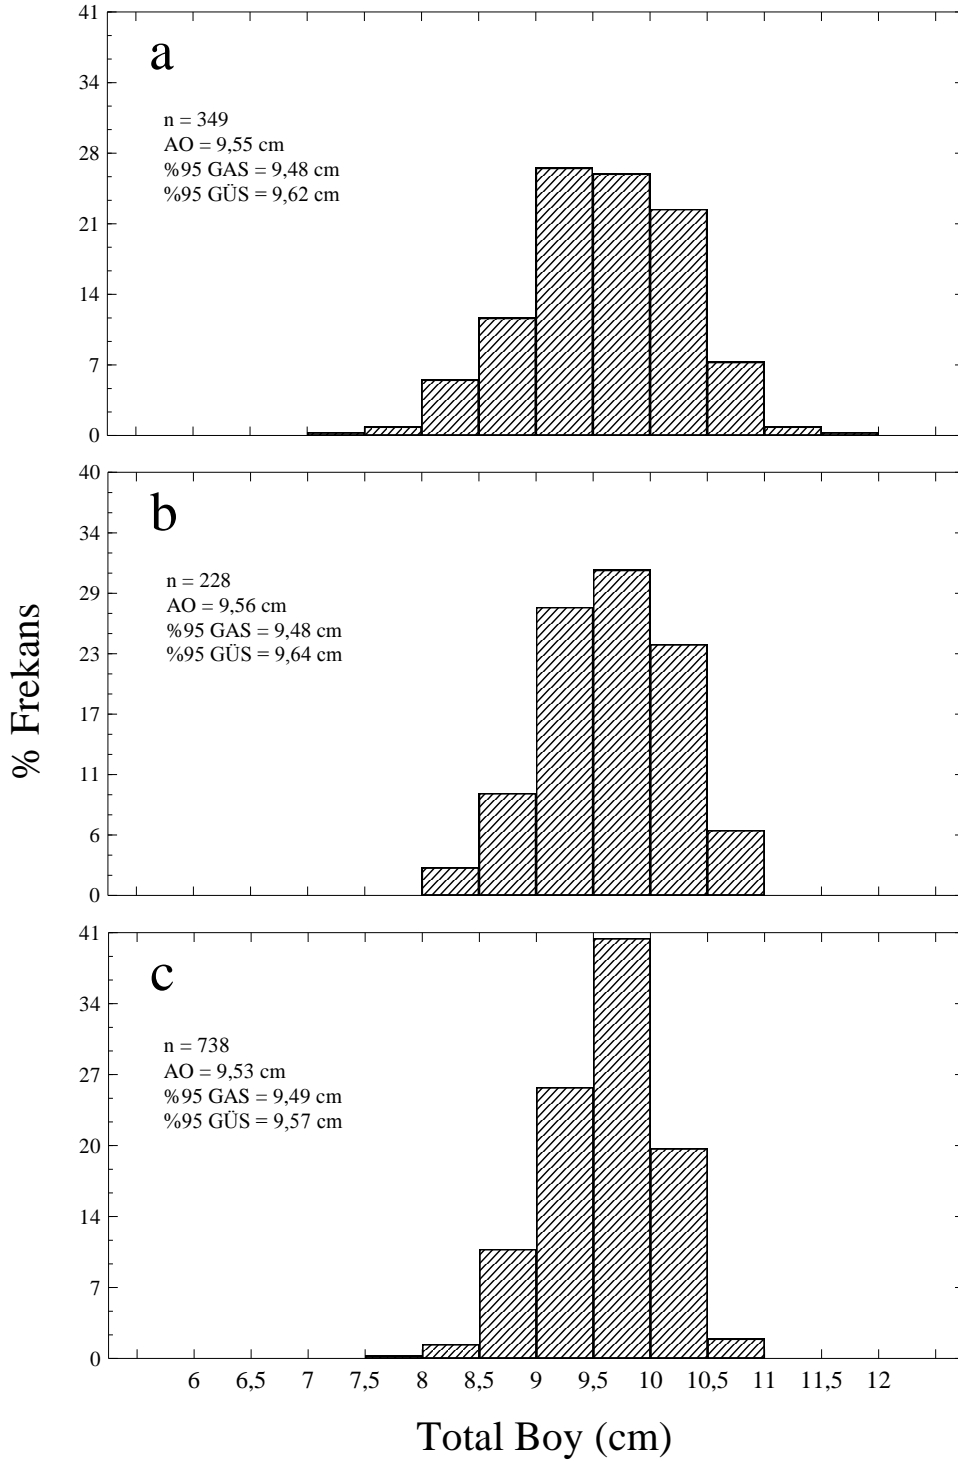 41
34
28
21
14
7
0
a
n = 349
AO = 9,55 cm
%95 GAS = 9,48 cm
%95 GÜS = 9,62 cm
40
34
29
23
17
11
6
0
b
n = 228
AO = 9,56 cm
%95 GAS = 9,48 cm
%95 GÜS = 9,64 cm
% Frekans
41
34
27
20
14
7
0
c
n = 738
AO = 9,53 cm
%95 GAS = 9,49 cm
%95 GÜS = 9,57 cm
6 6,5 7 7,5 8 8,5 9 9,5 10 10,5 11 11,5 12
Total Boy (cm)